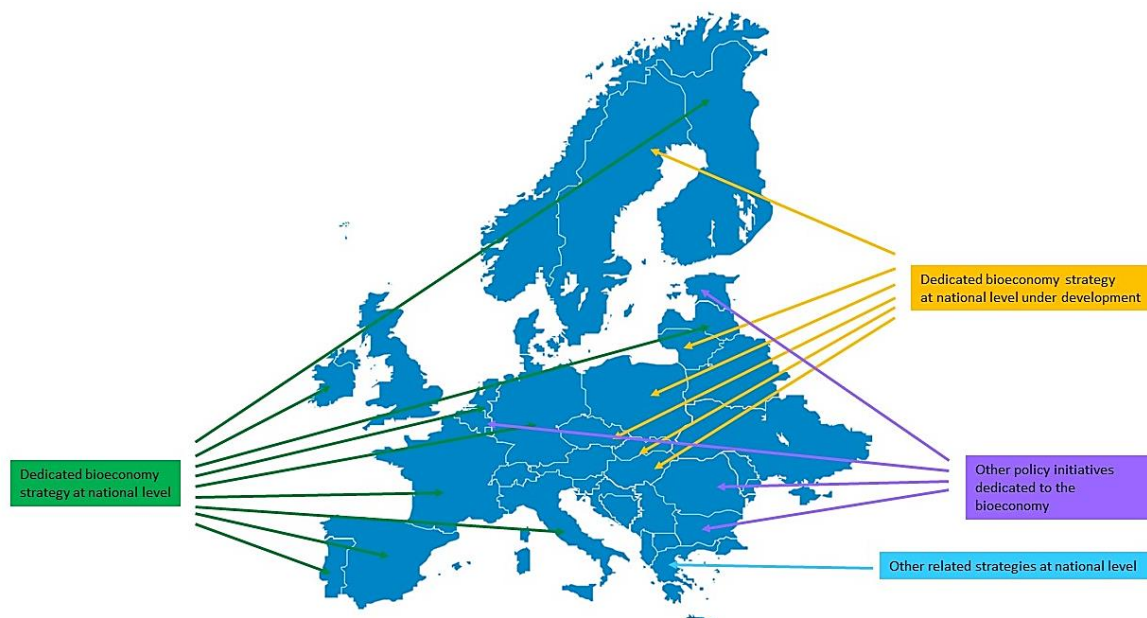 Dedicated bioeconomy strategy
at national level under development
Dedicated bioeconomy
strategy at national level
Other policy initiatives
dedicated to the
bioeconomy
Other related strategies at national level